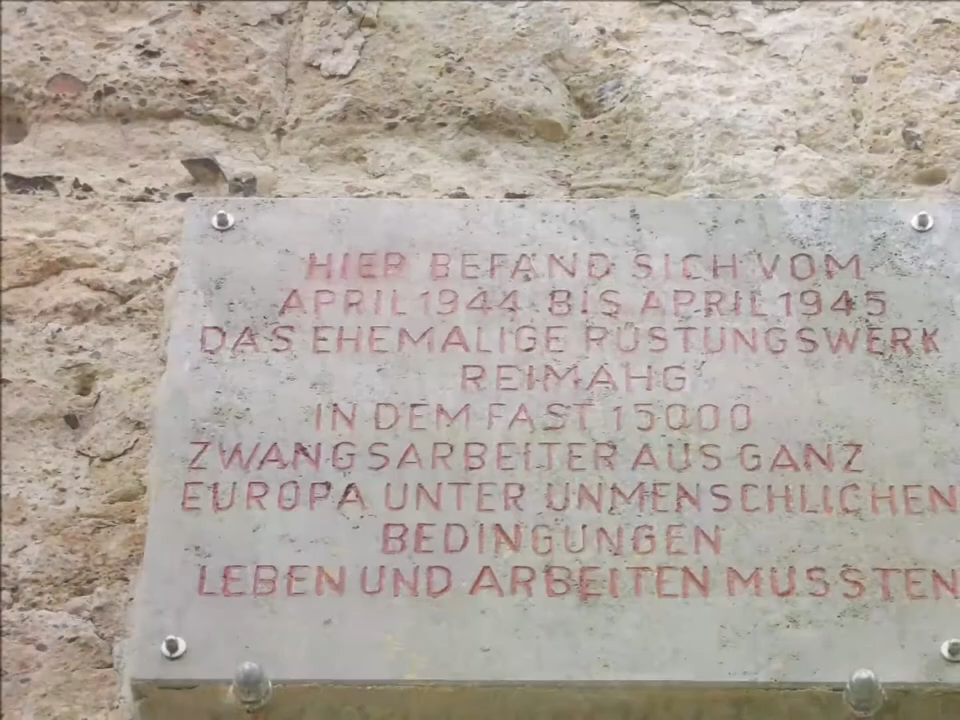 HIER BEFAND SICH VOM
APRIL 1944 BIS APRIL 1945
DAS EHEMALIGE RÜSTUNGSWERK
REIMAHG
IN DEM FAST 15000
ZWANGSARBEITER AUS GANZ
EUROPA UNTER UNMENSCHLICHEN
BEDINGUNGEN
LEBEN UND ARBEITEN MUSSTEN